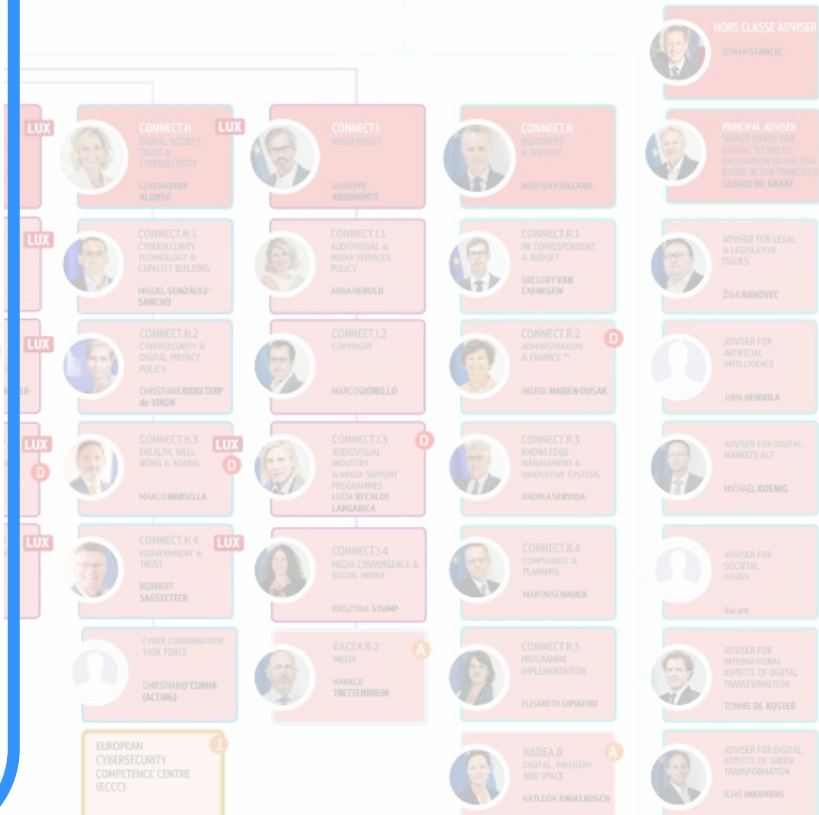 LUX
LUX
LUX
LUX
D
LUX
CONNECT.H
LUX
DIGITAL SOCIETY,
TRUST &
CYBERSECURITY
LORENA BOIX
ALONSO
CONNECT.H.1
CYBERSECURITY
TECHNOLOGY &
CAPACITY BUILDING
MIGUEL GONZÁLEZ-
SANCHO
CONNECT.H.2
CYBERSECURITY &
DIGITAL PRIVACY
POLICY
CHRISTIANE KIRKETERP
de VIRON
CONNECT.H.3
LUX
EHEALTH, WELL-
BEING & AGEING
D
MARCO MARSELLA
CONNECT.H.4
LUX
EGOVERNMENT &
TRUST
NORBERT
SAGSTETTER
CYBER COORDINATION
TASK FORCE
CHRISTIAN D'CUNHA
(ACTING)
EUROPEAN
J
CYBERSECURITY
COMPETENCE CENTRE
(ECCC)
CONNECT.I
MEDIA POLICY
GIUSEPPE
ABBAMONTE
CONNECT.I.1
AUDIOVISUAL &
MEDIA SERVICES
POLICY
ANNA HEROLD
CONNECT.I.2
COPYRIGHT
MARCO GIORELLO
CONNECT.I.3
D
AUDIOVISUAL
INDUSTRY
& MEDIA SUPPORT
PROGRAMMES
LUCIA RECALDE
LANGARICA
CONNECT.I.4
MEDIA CONVERGENCE &
SOCIAL MEDIA
KRISZTINA STUMP
EACEA.B.2
A
MEDIA
HARALD
TRETTENBREIN
CONNECT.R
RESOURCES
& SUPPORT
MORTEN FJALLAND
CONNECT.R.1
HR CORRESPONDENT
& BUDGET
GREGORY VAN
CAENEGEM
CONNECT.R.2
D
ADMINISTRATION
& FINANCE **
INGRID MARIEN-DUSAK
CONNECT.R.3
KNOWLEDGE
MANAGEMENT &
INNOVATIVE SYSTEMS
ANDREA SERVIDA
CONNECT.R.4
COMPLIANCE &
PLANNING
MARTIN SCHAUER
CONNECT.R.5
PROGRAMME
IMPLEMENTATION
ELISABETH LIPIATOU
HADEA.B
A
DIGITAL, INDUSTRY
AND SPACE
KATLEEN ENGELBOSCH
HORS CLASSE ADVISER
ZORAN STANČIČ
PRINCIPAL ADVISER
SENIOR ENVOY FOR
DIGITAL TO THE EU
DELEGATION TO THE USA
BASED IN SAN FRANCISCO
GERARD DE GRAAF
ADVISER FOR LEGAL
& LEGISLATIVE
ISSUES
ŽIGA BAHOVEC
ADVISER FOR
ARTIFICIAL
INTELLIGENCE
JUHA HEIKKILA
ADVISER FOR DIGITAL
MARKETS ACT
MICHAEL KOENIG
ADVISER FOR
SOCIETAL
ISSUES
Vacant
ADVISER FOR
INTERNATIONAL
ASPECTS OF DIGITAL
TRANSFORMATION
TOMME DE KOSTER
ADVISER FOR DIGITAL
ASPECTS OF GREEN
TRANSFORMATION
ILIAS IAKOVIDIS